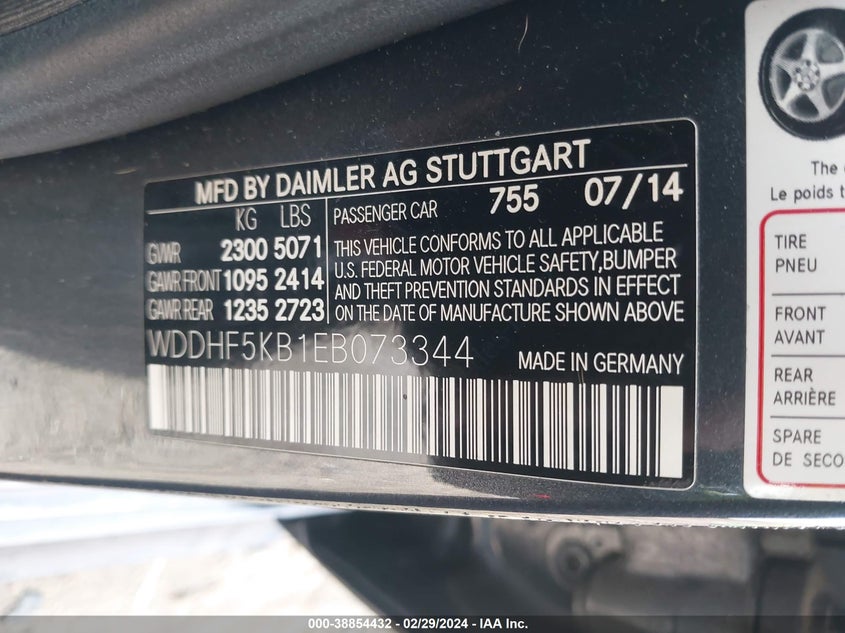 MFD BY DAIMLER AG STUTTGART
KG LBS
GVWR 2300 5071
GAWR FRONT 1095 2414
GAWR REAR 1235 2723
PASSENGER CAR 755 07/14
THIS VEHICLE CONFORMS TO ALL APPLICABLE
U.S. FEDERAL MOTOR VEHICLE SAFETY,BUMPER
AND THEFT PREVENTION STANDARDS IN EFFECT
ON THE DATE OF MANUFACTURE SHOWN ABOVE
WDDHF5KB1EB073344 MADE IN GERMANY
The
Le poids
TIRE
PNEU
FRONT
AVANT
REAR
ARRIÈRE
SPARE
DE
000-38854432 - 02/29/2024 - IAA Inc.